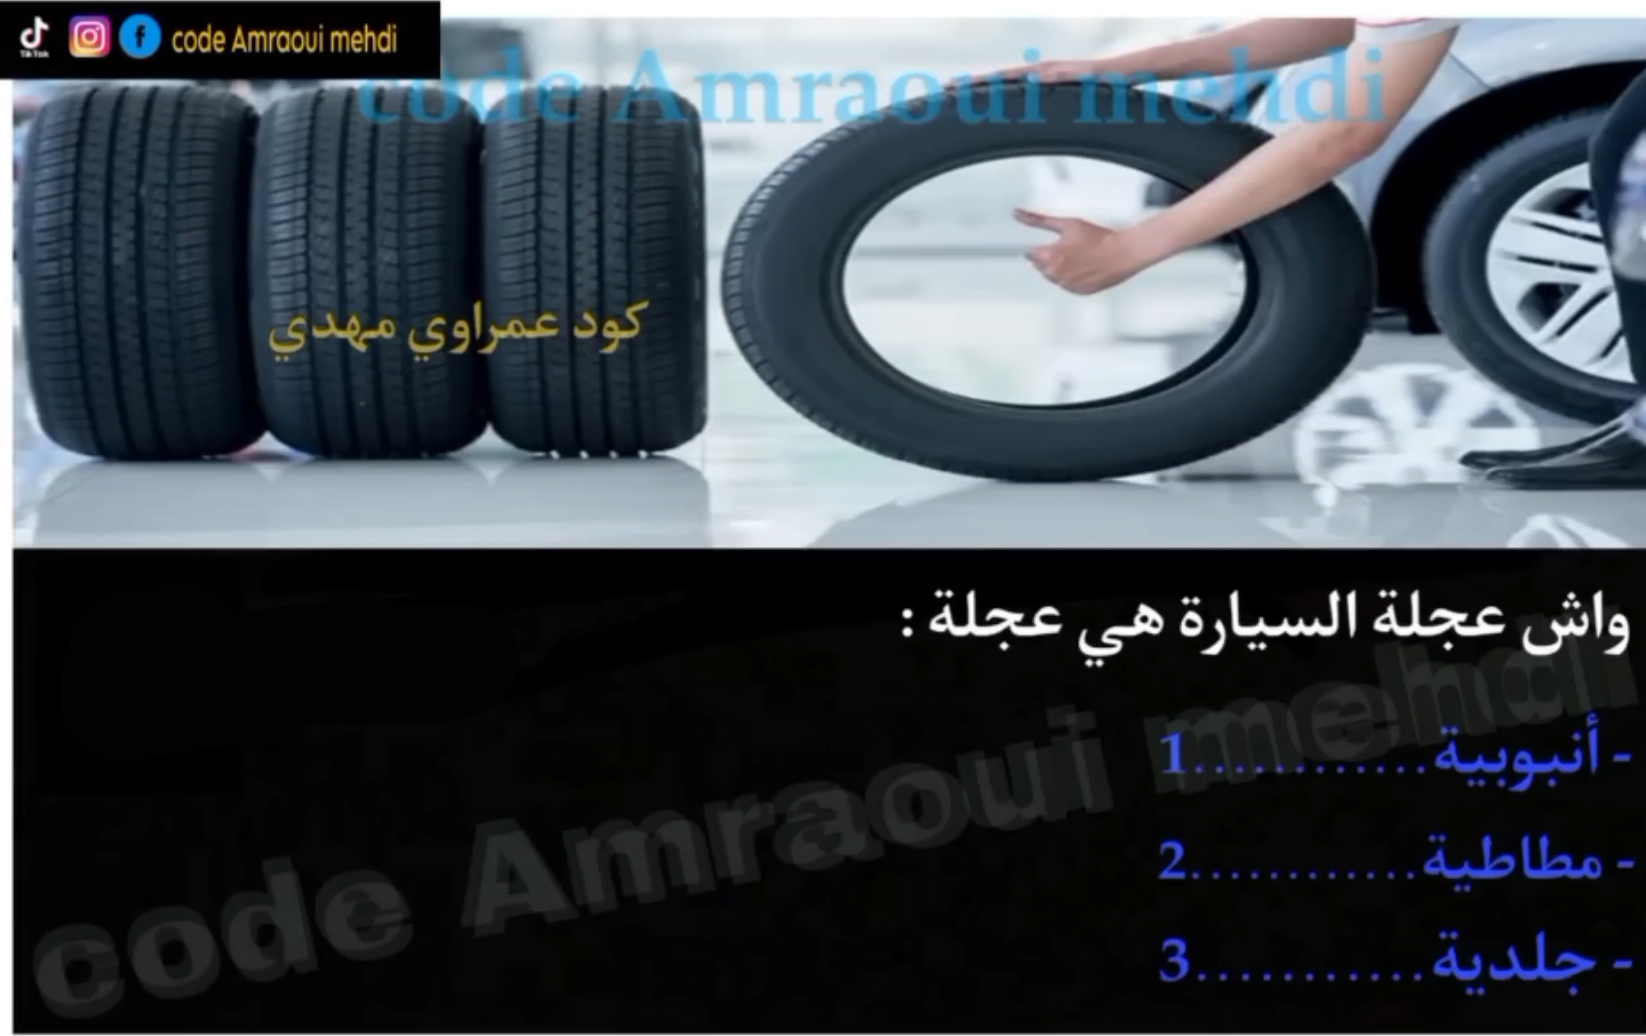 TikTok
code Amraoui mehdi
code Amraoui mehdi
كود عمراوي مهدي
واش عجلة السيارة هي عجلة :
- أنبوبية............1
- مطاطية............2
- جلدية............3
code Amraoui mehdi